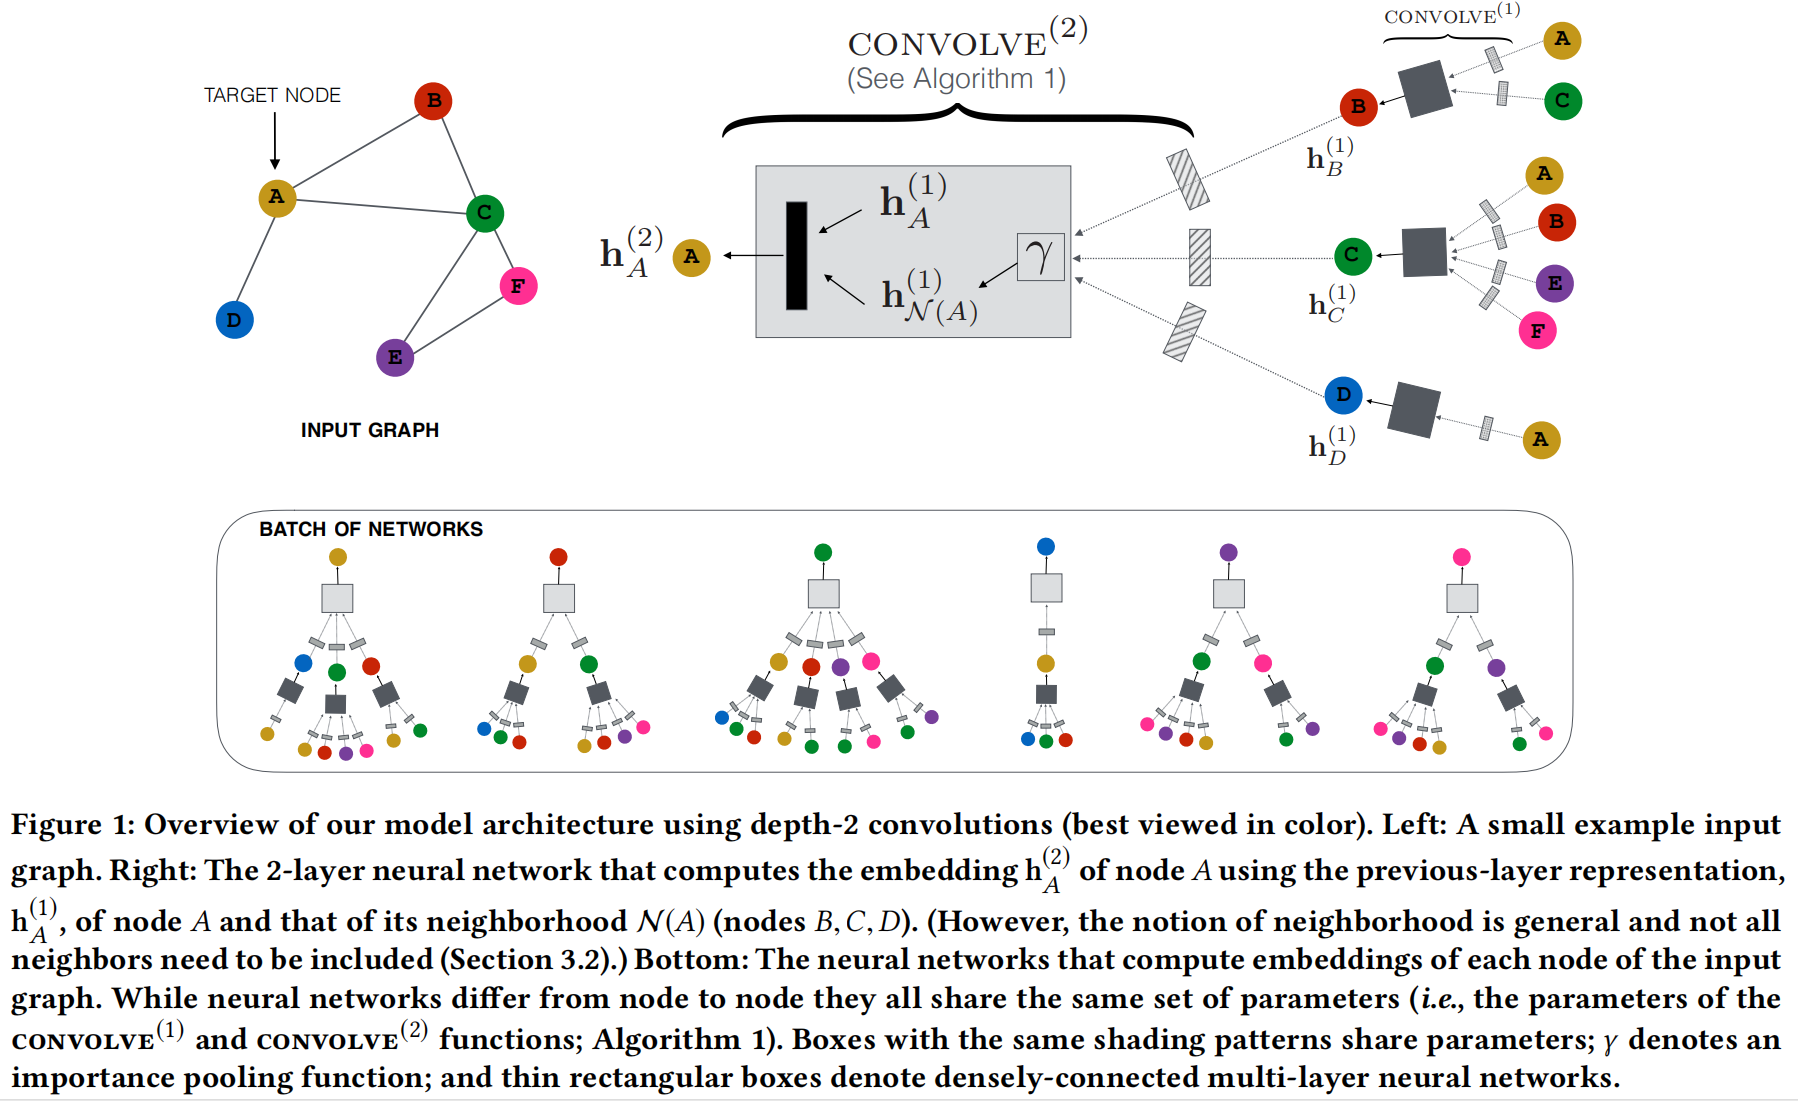 TARGET NODE
A
B
C
D
E
F
INPUT GRAPH
CONVOLVE^(2)
(See Algorithm 1)
h_A^(2)
A
h_A^(1)
h_N(A)^(1)
γ
CONVOLVE^(1)
B
h_B^(1)
A
C
C
h_C^(1)
A
B
E
F
D
h_D^(1)
A
BATCH OF NETWORKS
Figure 1: Overview of our model architecture using depth-2 convolutions (best viewed in color). Left: A small example input
graph. Right: The 2-layer neural network that computes the embedding h_A^(2) of node A using the previous-layer representation,
h_A^(1), of node A and that of its neighborhood N(A) (nodes B, C, D). (However, the notion of neighborhood is general and not all
neighbors need to be included (Section 3.2).) Bottom: The neural networks that compute embeddings of each node of the input
graph. While neural networks differ from node to node they all share the same set of parameters (i.e., the parameters of the
CONVOLVE^(1) and CONVOLVE^(2) functions; Algorithm 1). Boxes with the same shading patterns share parameters; γ denotes an
importance pooling function; and thin rectangular boxes denote densely-connected multi-layer neural networks.